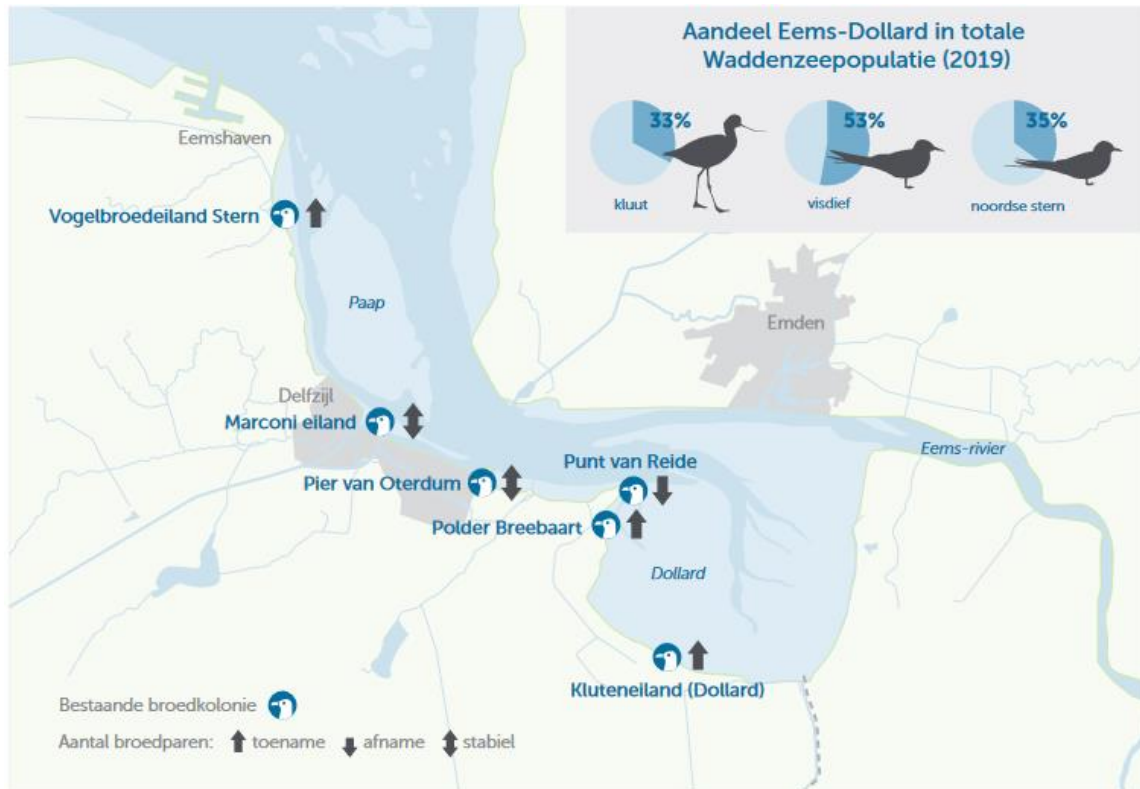 Aandeel Eems-Dollard in totale
Waddenzeepopulatie (2019)
33%
53%
35%
kluut
visdief
noordse stern
Eemshaven
Vogelbroedeiland Stern
Paap
Emden
Delfzijl
Marconi eiland
Eems-rivier
Punt van Reide
Pier van Oterdum
Polder Breebaart
Dollard
Kluteneiland (Dollard)
Bestaande broedkolonie
Aantal broedparen: toename afname stabiel